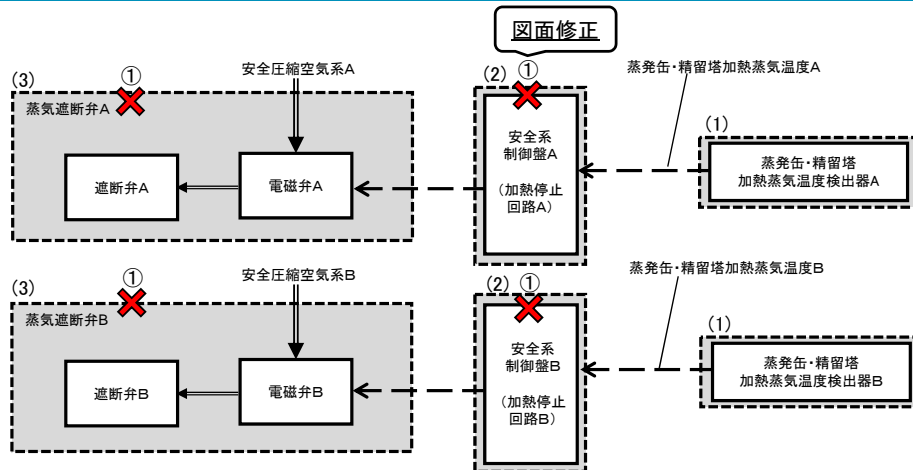 図面修正
(3)
①
安全圧縮空気系A
(2)
①
蒸発缶・精留塔加熱蒸気温度A
蒸気遮断弁A
(1)
遮断弁A
電磁弁A
安全系
制御盤A
(加熱停止
回路A)
蒸発缶・精留塔
加熱蒸気温度検出器A
(3)
①
安全圧縮空気系B
(2)
①
蒸発缶・精留塔加熱蒸気温度B
蒸気遮断弁B
(1)
遮断弁B
電磁弁B
安全系
制御盤B
(加熱停止
回路B)
蒸発缶・精留塔
加熱蒸気温度検出器B